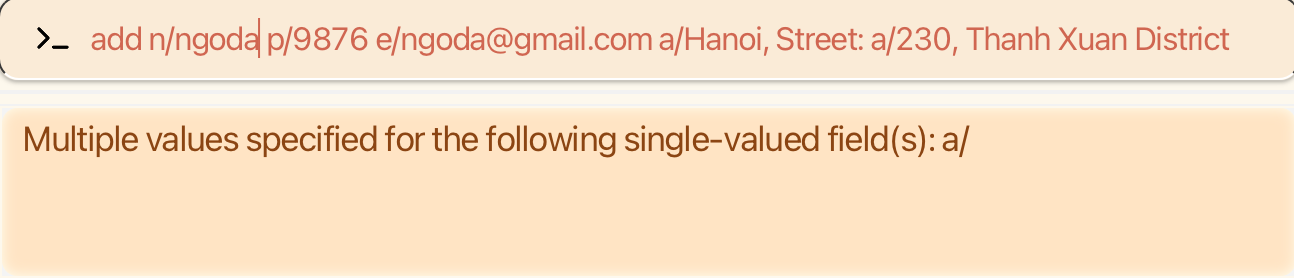 >_ add n/ngoda p/9876 e/ngoda@gmail.com a/Hanoi, Street: a/230, Thanh Xuan District
Multiple values specified for the following single-valued field(s): a/